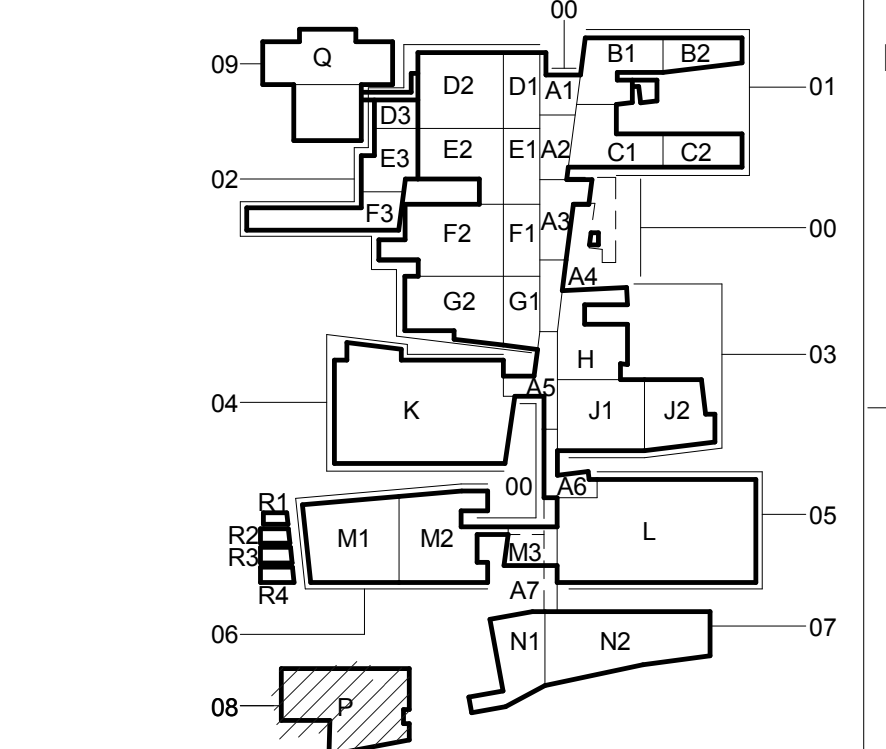 00
09
Q
B1 B2
D2 D1 A1
01
D3
E3 E2 E1 A2
C1 C2
02
F3
F2 F1 A3
00
A4
G2 G1
H
03
A5
04
K
J1 J2
00
A6
R1
05
R2
M1 M2
L
R3
M3
R4
A7
06
N1 N2
07
08
P